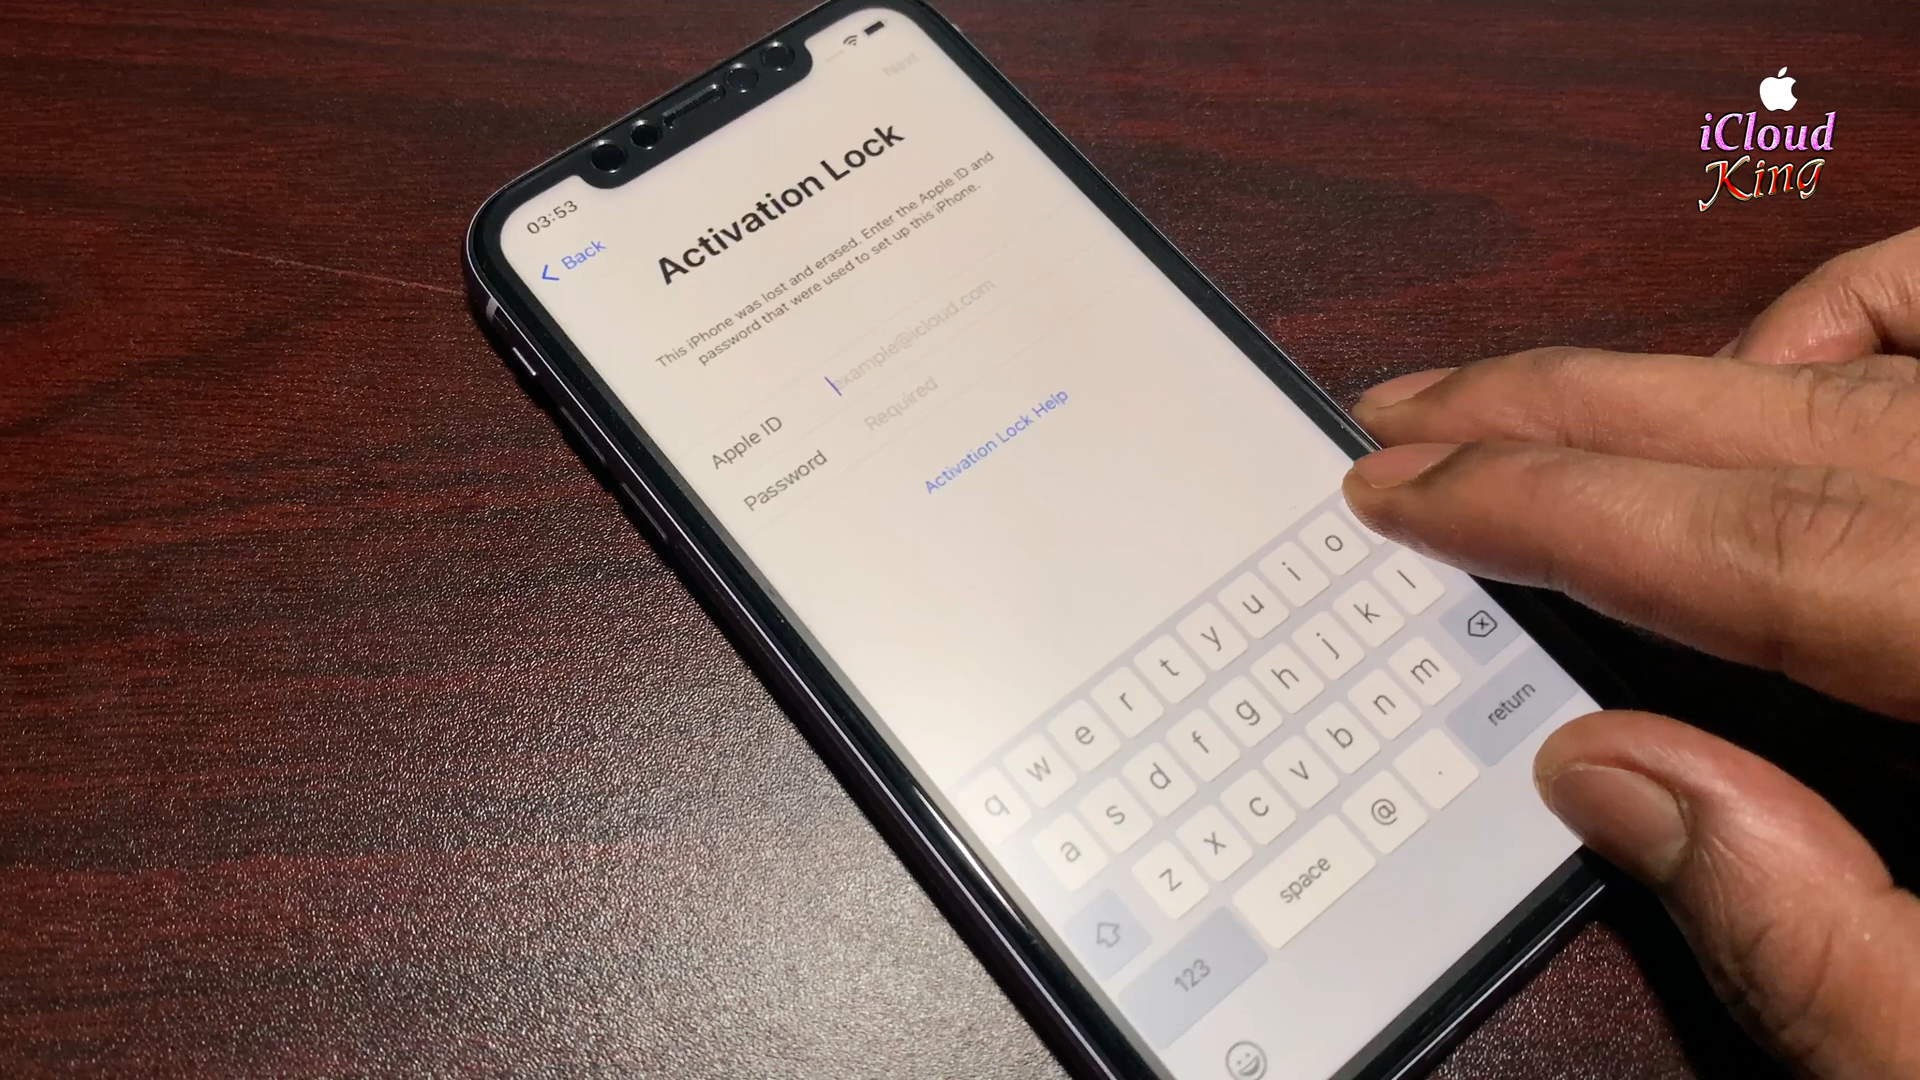 iCloud
King
03:53
Next
Back
Activation Lock
This iPhone was lost and erased. Enter the Apple ID and
password that were used to set up this iPhone.
Apple ID example@icloud.com
Password Required
Activation Lock Help
q w e r t y u i o
a s d f g h j k l
z x c v b n m
123 space @ . return